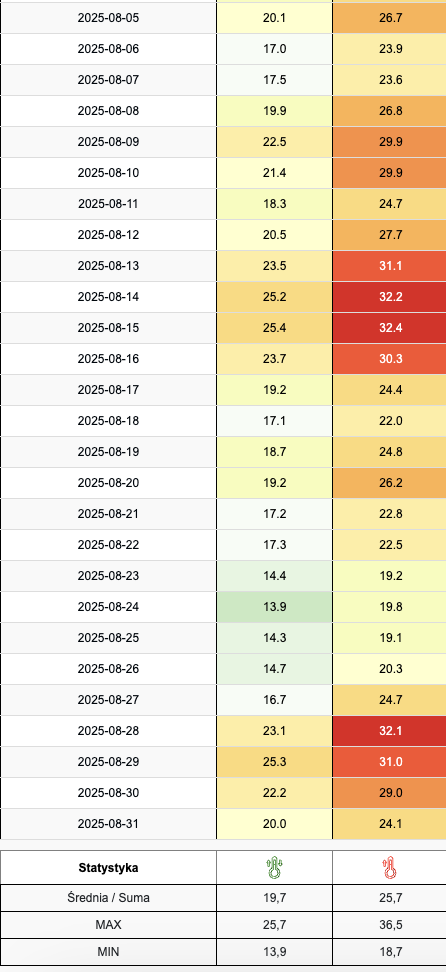 2025-08-05 20.1 26.7
2025-08-06 17.0 23.9
2025-08-07 17.5 23.6
2025-08-08 19.9 26.8
2025-08-09 22.5 29.9
2025-08-10 21.4 29.9
2025-08-11 18.3 24.7
2025-08-12 20.5 27.7
2025-08-13 23.5 31.1
2025-08-14 25.2 32.2
2025-08-15 25.4 32.4
2025-08-16 23.7 30.3
2025-08-17 19.2 24.4
2025-08-18 17.1 22.0
2025-08-19 18.7 24.8
2025-08-20 19.2 26.2
2025-08-21 17.2 22.8
2025-08-22 17.3 22.5
2025-08-23 14.4 19.2
2025-08-24 13.9 19.8
2025-08-25 14.3 19.1
2025-08-26 14.7 20.3
2025-08-27 16.7 24.7
2025-08-28 23.1 32.1
2025-08-29 25.3 31.0
2025-08-30 22.2 29.0
2025-08-31 20.0 24.1
Statystyka
Średnia / Suma 19,7 25,7
MAX 25,7 36,5
MIN 13,9 18,7